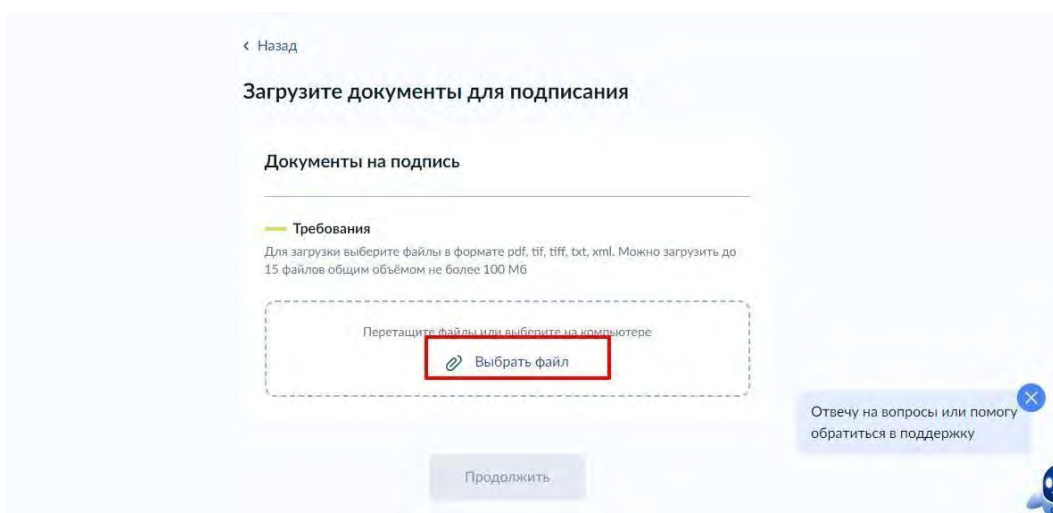 Назад
Загрузите документы для подписания
Документы на подпись
Требования
Для загрузки выберите файлы в формате pdf, tif, tiff, txt, xml. Можно загрузить до
15 файлов общим объёмом не более 100 Мб
Перетащите файлы или выберите на компьютере
Выбрать файл
Отвечу на вопросы или помогу
обратиться в поддержку
Продолжить